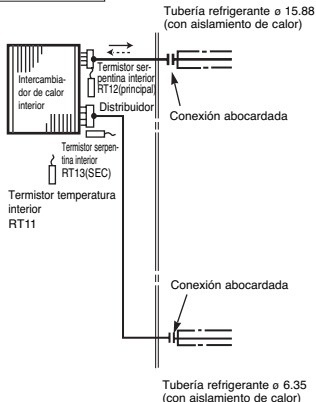 Tubería refrigerante ø 15.88
(con aislamiento de calor)
Intercambia-
dor de calor
interior
Termistor ser-
pentina interior
RT12(principal)
Distribuidor
Conexión abocardada
Termistor serpen-
tina interior
RT13(SEC)
Termistor temperatura
interior
RT11
Conexión abocardada
Tubería refrigerante ø 6.35
(con aislamiento de calor)